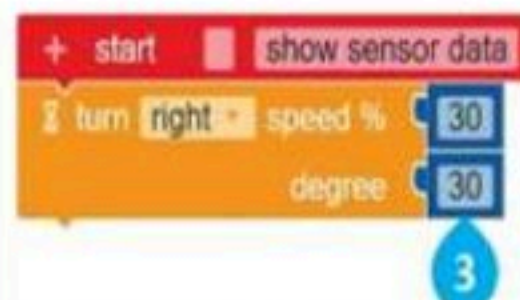 + start show sensor data
turn right speed % 30
degree 30
3